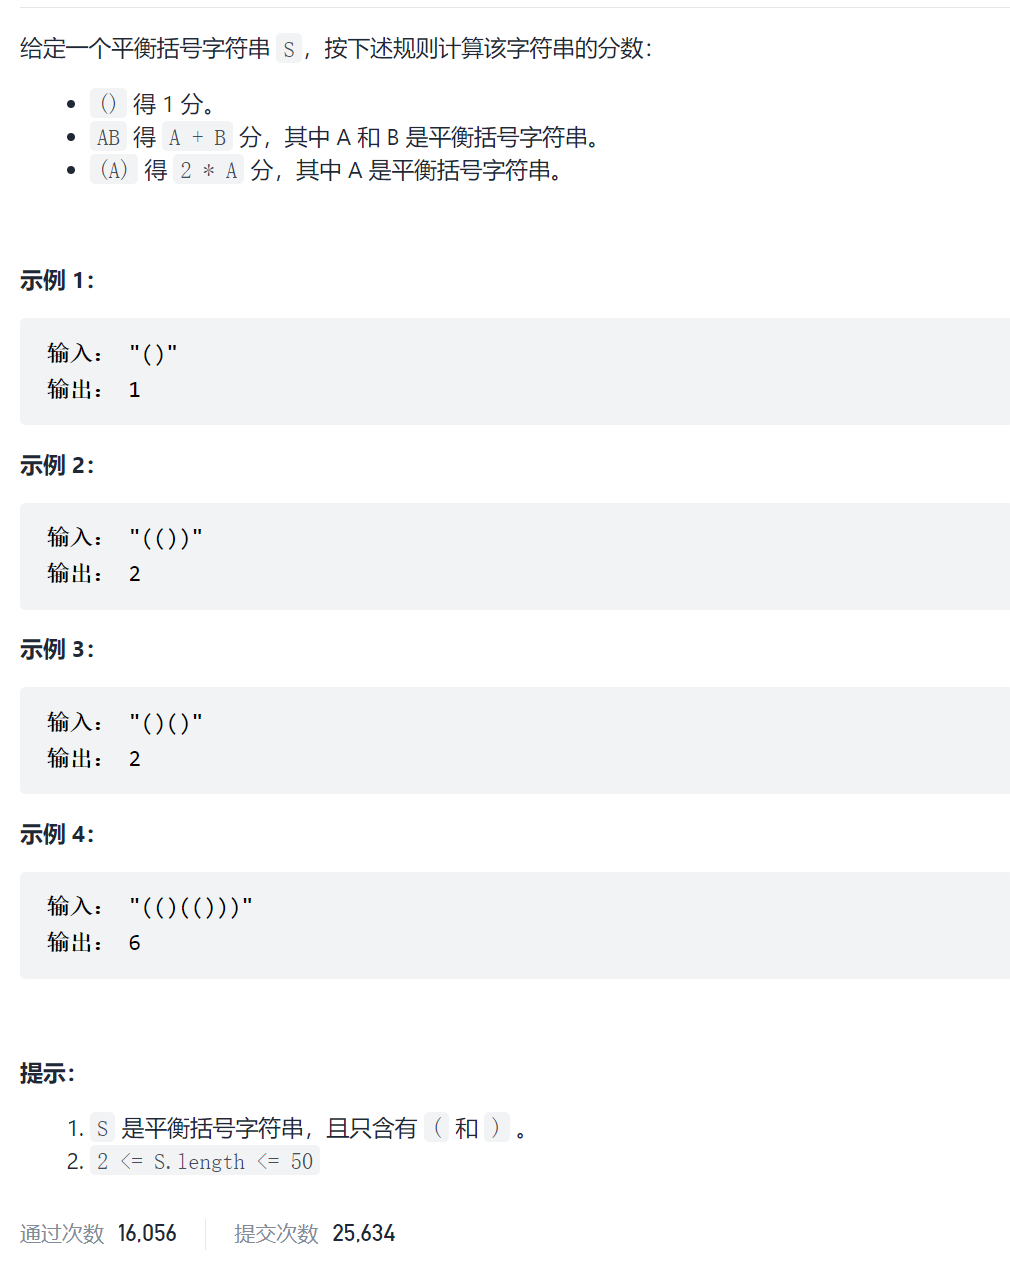 给定一个平衡括号字符串 S，按下述规则计算该字符串的分数：
• () 得 1 分。
• AB 得 A + B 分，其中 A 和 B 是平衡括号字符串。
• (A) 得 2 * A 分，其中 A 是平衡括号字符串。
示例 1：
输入： "()"
输出： 1
示例 2：
输入： "(())"
输出： 2
示例 3：
输入： "()()"
输出： 2
示例 4：
输入： "(()(()))"
输出： 6
提示：
1. S 是平衡括号字符串，且只含有 ( 和 ) 。
2. 2 <= S.length <= 50
通过次数 16,056 提交次数 25,634